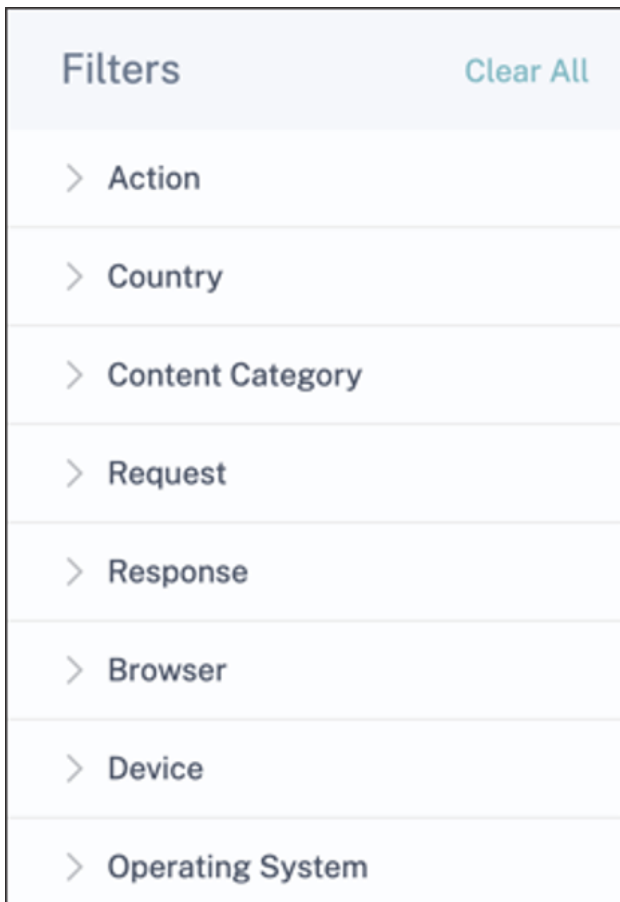 Filters
Clear All
Action
Country
Content Category
Request
Response
Browser
Device
Operating System